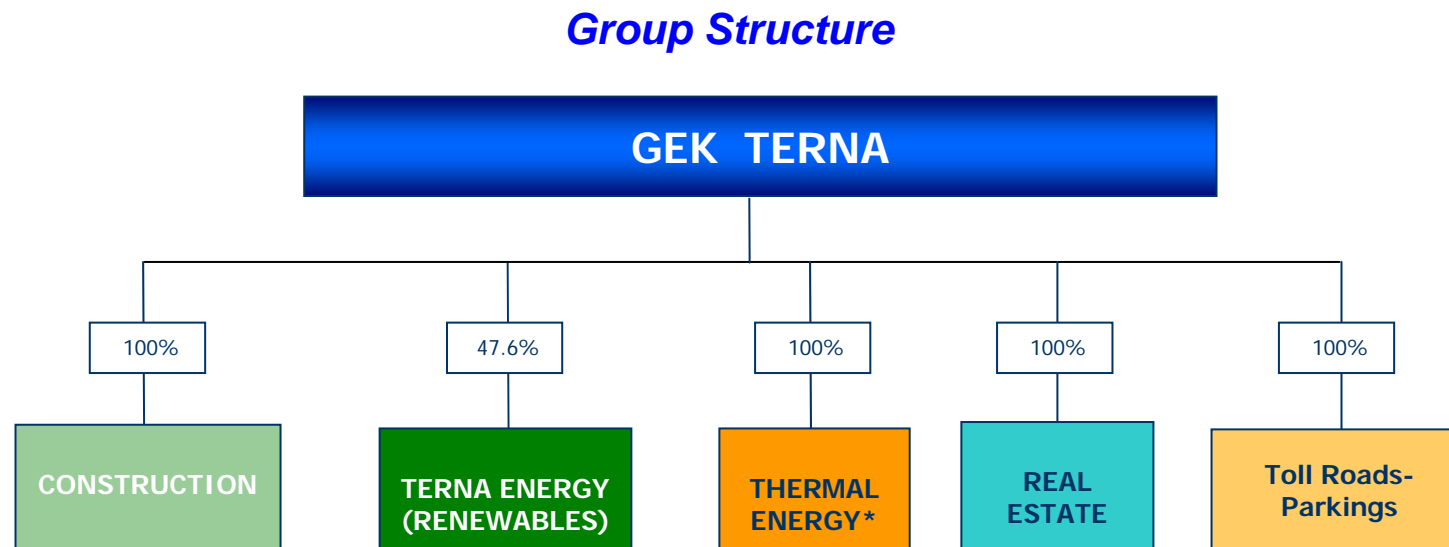 Group Structure
GEK TERNA
100%
47.6%
100%
100%
100%
CONSTRUCTION
TERNA ENERGY
(RENEWABLES)
THERMAL
ENERGY*
REAL
ESTATE
Toll Roads-
Parkings